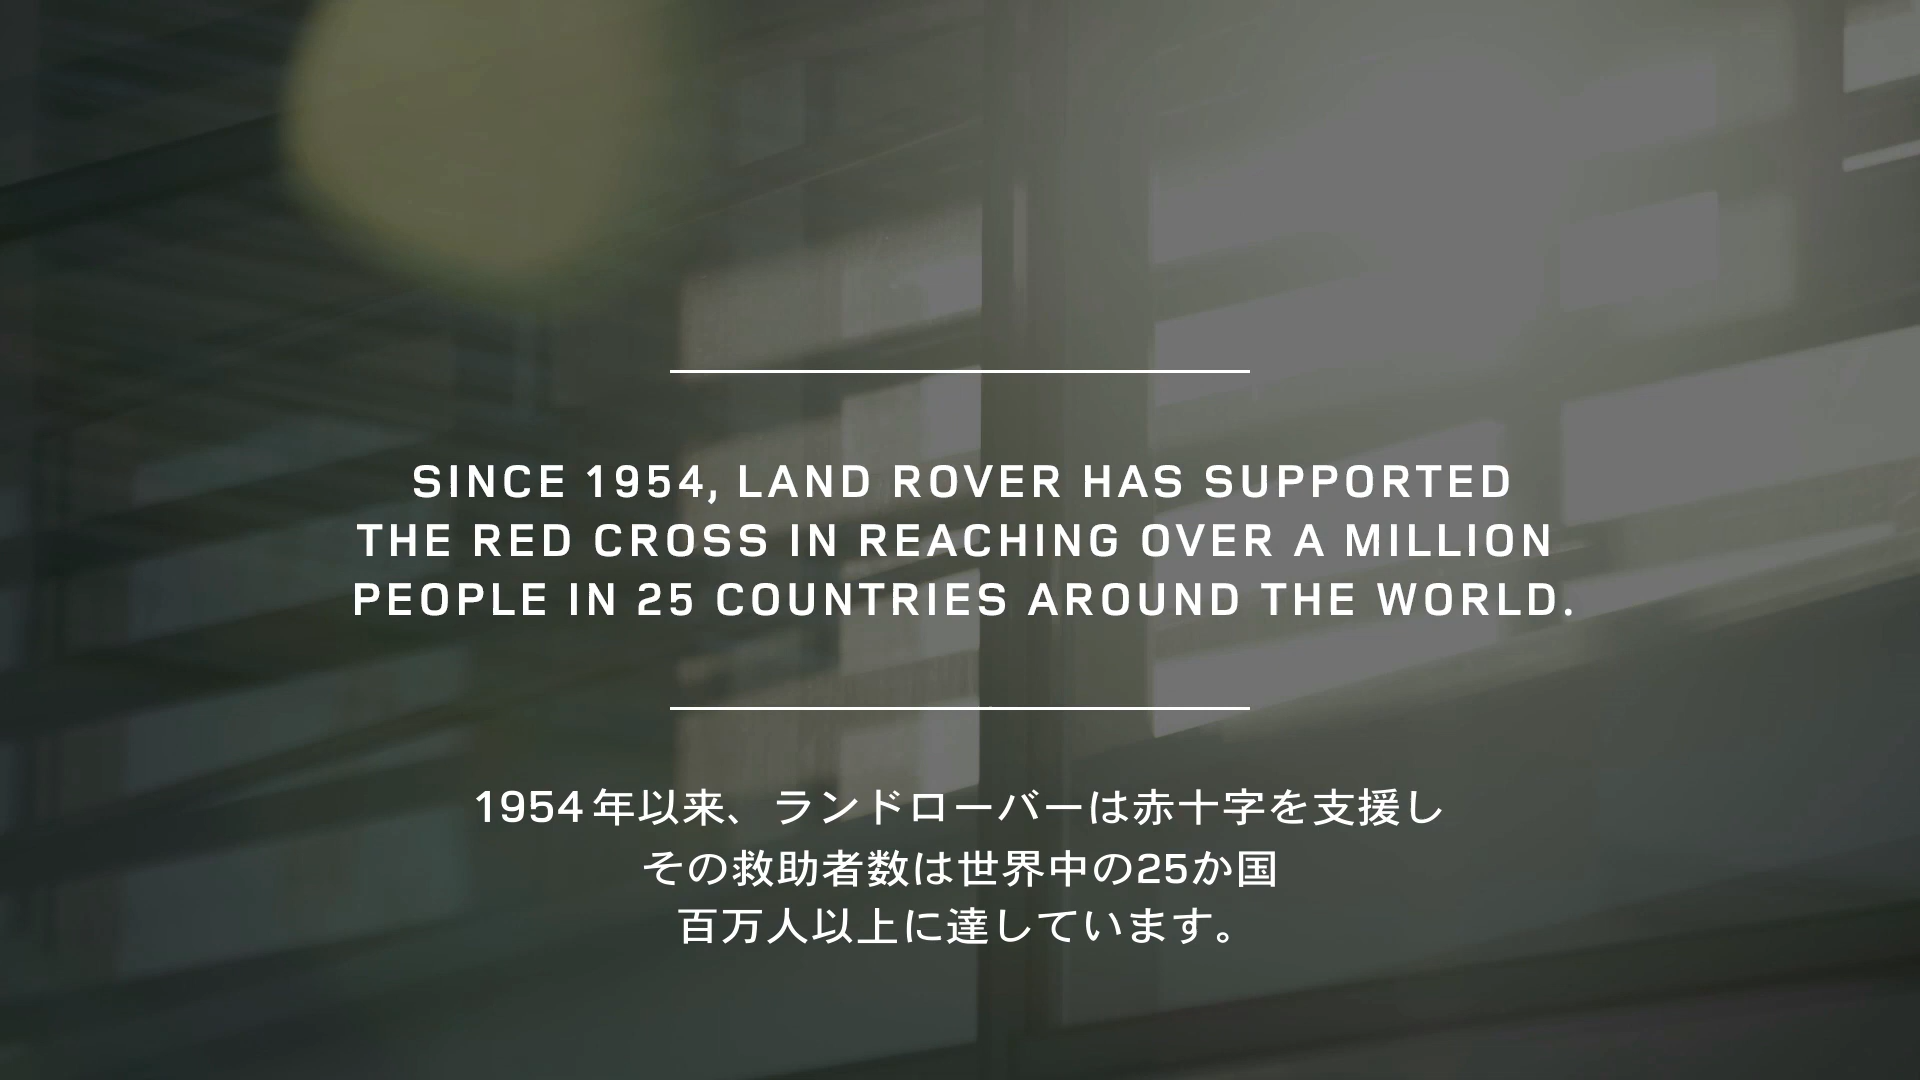 SINCE 1954, LAND ROVER HAS SUPPORTED
THE RED CROSS IN REACHING OVER A MILLION
PEOPLE IN 25 COUNTRIES AROUND THE WORLD.
1954年以来、ランドローバーは赤十字を支援し
その救助者数は世界中の25か国
百万人以上に達しています。